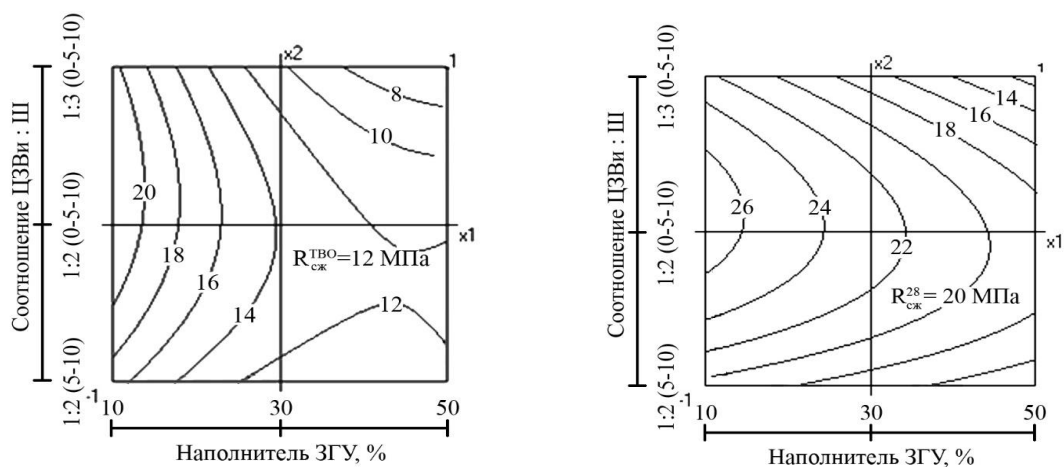 x2
1
1:3 (0-5-10)
8
10
Соотношение ЦЗВи : Ш
20
1:2 (0-5-10)
x1
R сж ТВО =12 МПа
18
16
14
12
1:2 (5-10)
-1
10
30
50
Наполнитель ЗГУ, %
x2
1
1:3 (0-5-10)
14
16
18
Соотношение ЦЗВи : Ш
26
24
22
1:2 (0-5-10)
x1
R сж 28 = 20 МПа
1:2 (5-10)
-1
10
30
50
Наполнитель ЗГУ, %